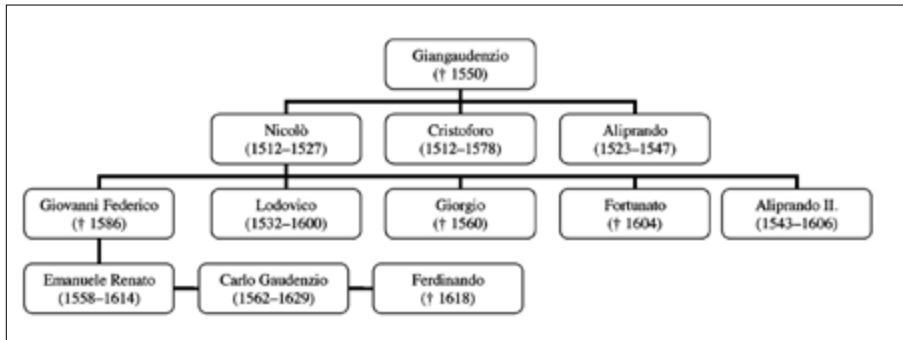 Giangaudenzio
(† 1550)
Nicolò
(1512–1527)
Cristoforo
(1512–1578)
Aliprando
(1523–1547)
Giovanni Federico
(† 1586)
Lodovico
(1532–1600)
Giorgio
(† 1560)
Fortunato
(† 1604)
Aliprando II.
(1543–1606)
Emanuele Renato
(1558–1614)
Carlo Gaudenzio
(1562–1629)
Ferdinando
(† 1618)